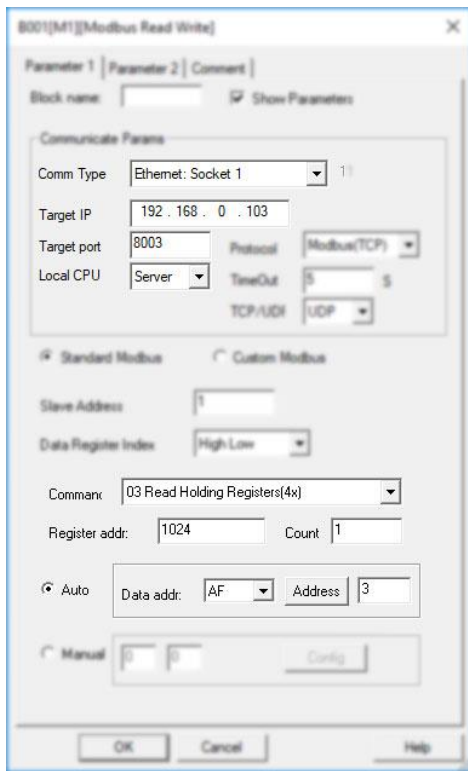 B001[M1][Modbus Read Write]
Parameter 1 Parameter 2 Comment
Block name: Show Parameters
Communicate Params
Comm Type Ethernet: Socket 1 11
Target IP 192 . 168 . 0 . 103
Target port 8003 Protocol Modbus(TCP)
Local CPU Server TimeOut 5 S
TCP/UDI UDP
Standard Modbus Custom Modbus
Slave Address 1
Data Register Index High Low
Command 03 Read Holding Registers(4x)
Register addr: 1024 Count 1
Auto Data addr: AF Address 3
Manual 0 0 Config
OK Cancel Help